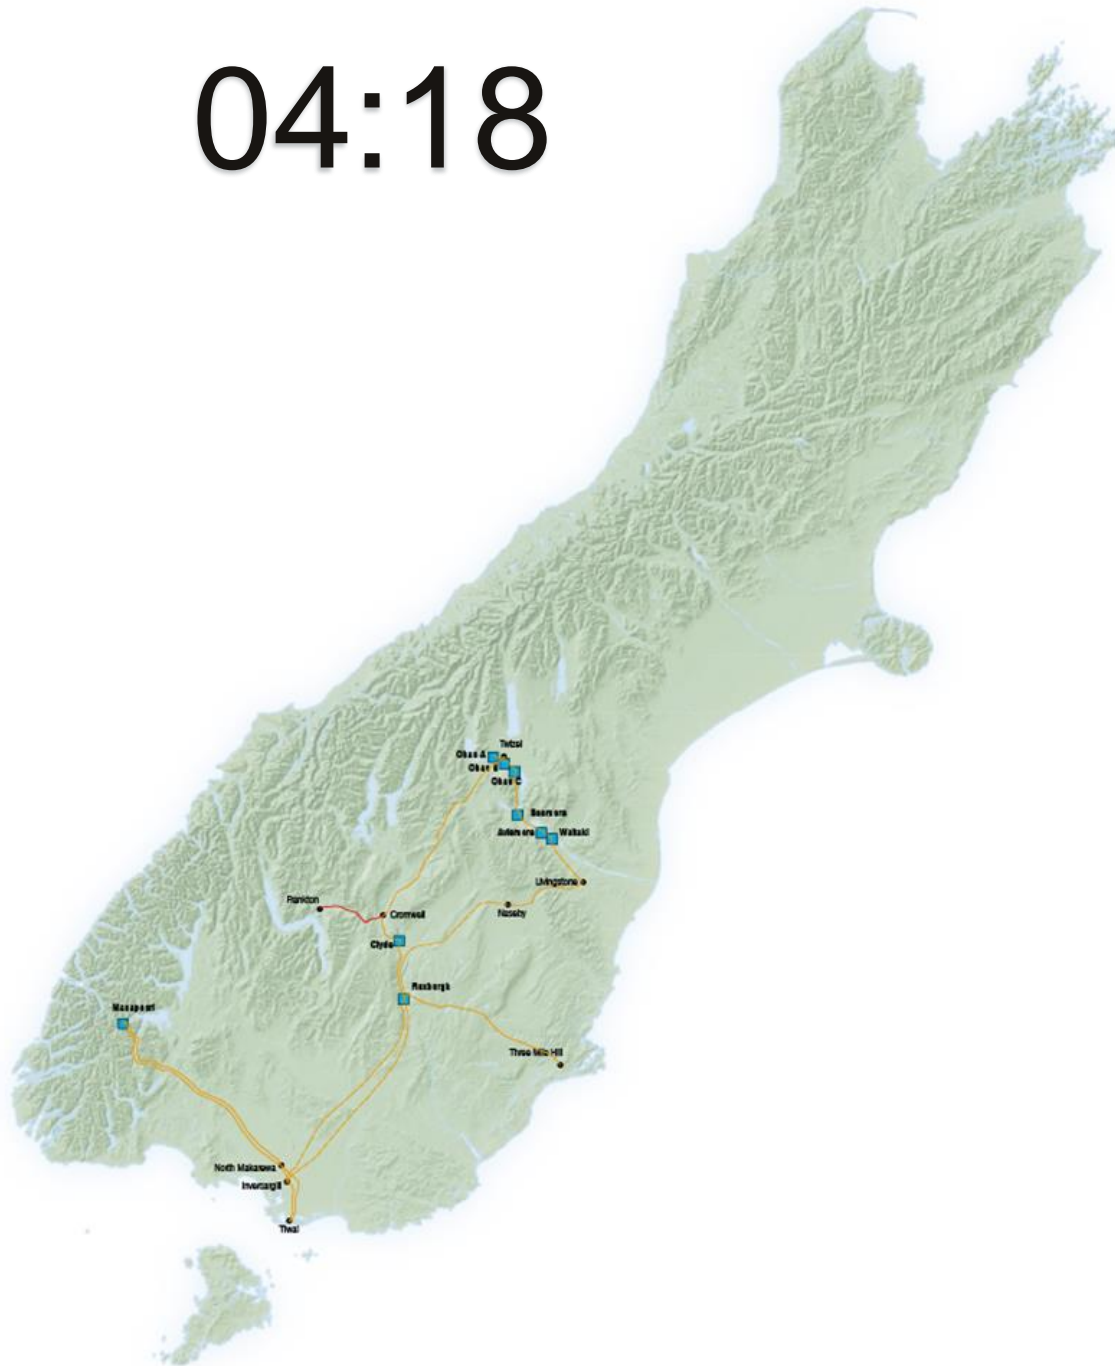 04:18
Twizel
Ohau A
Ohau B
Ohau C
Benmore
Aviemore
Waitaki
Livingstone
Naseby
Frankton
Cromwell
Clyde
Roxburgh
Manapouri
Three Mile Hill
North Makarewa
Invercargill
Tiwai